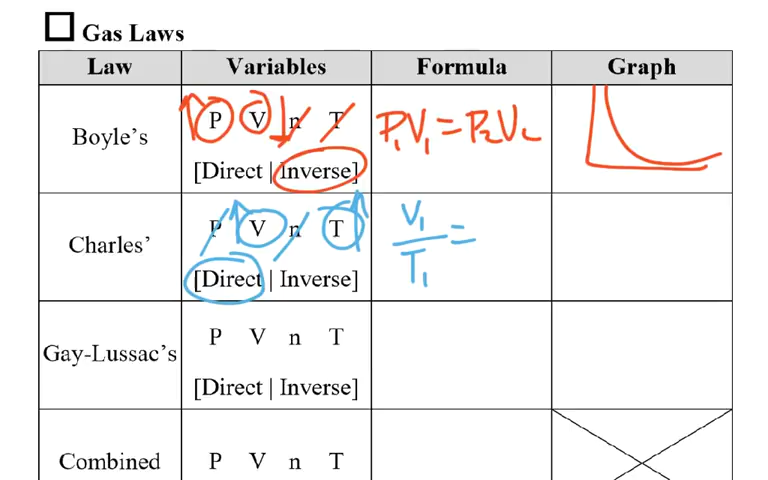 Gas Laws
Law Variables Formula Graph
Boyle's P V n T P₁V₁ = P₂V₂
[Direct | Inverse]
Charles' P V n T V₁/T₁ =
[Direct | Inverse]
Gay-Lussac's P V n T
[Direct | Inverse]
Combined P V n T